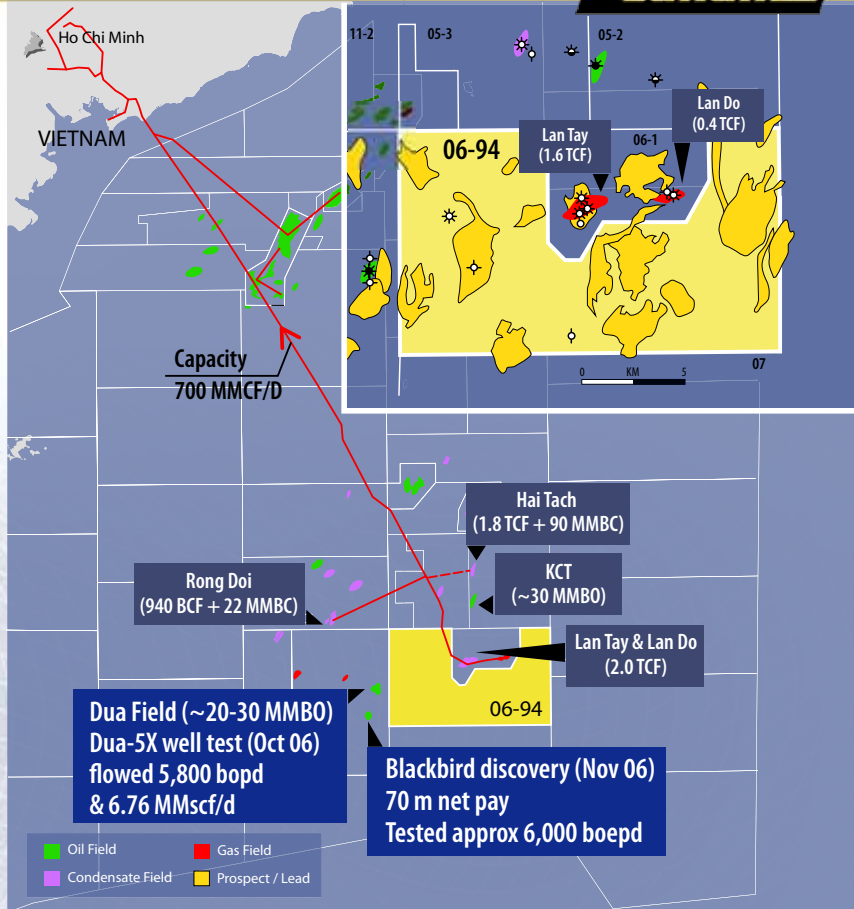 Ho Chi Minh
VIETNAM
11-2
05-3
05-2
Lan Do
(0.4 TCF)
Lan Tay
(1.6 TCF)
06-1
06-94
07
0 KM 5
Capacity
700 MMCF/D
Hai Tach
(1.8 TCF + 90 MMBC)
Rong Doi
(940 BCF + 22 MMBC)
KCT
(~30 MMBO)
Lan Tay & Lan Do
(2.0 TCF)
06-94
Dua Field (~20-30 MMBO)
Dua-5X well test (Oct 06)
flowed 5,800 bopd
& 6.76 MMscf/d
Blackbird discovery (Nov 06)
70 m net pay
Tested approx 6,000 boepd
Oil Field
Gas Field
Condensate Field
Prospect / Lead